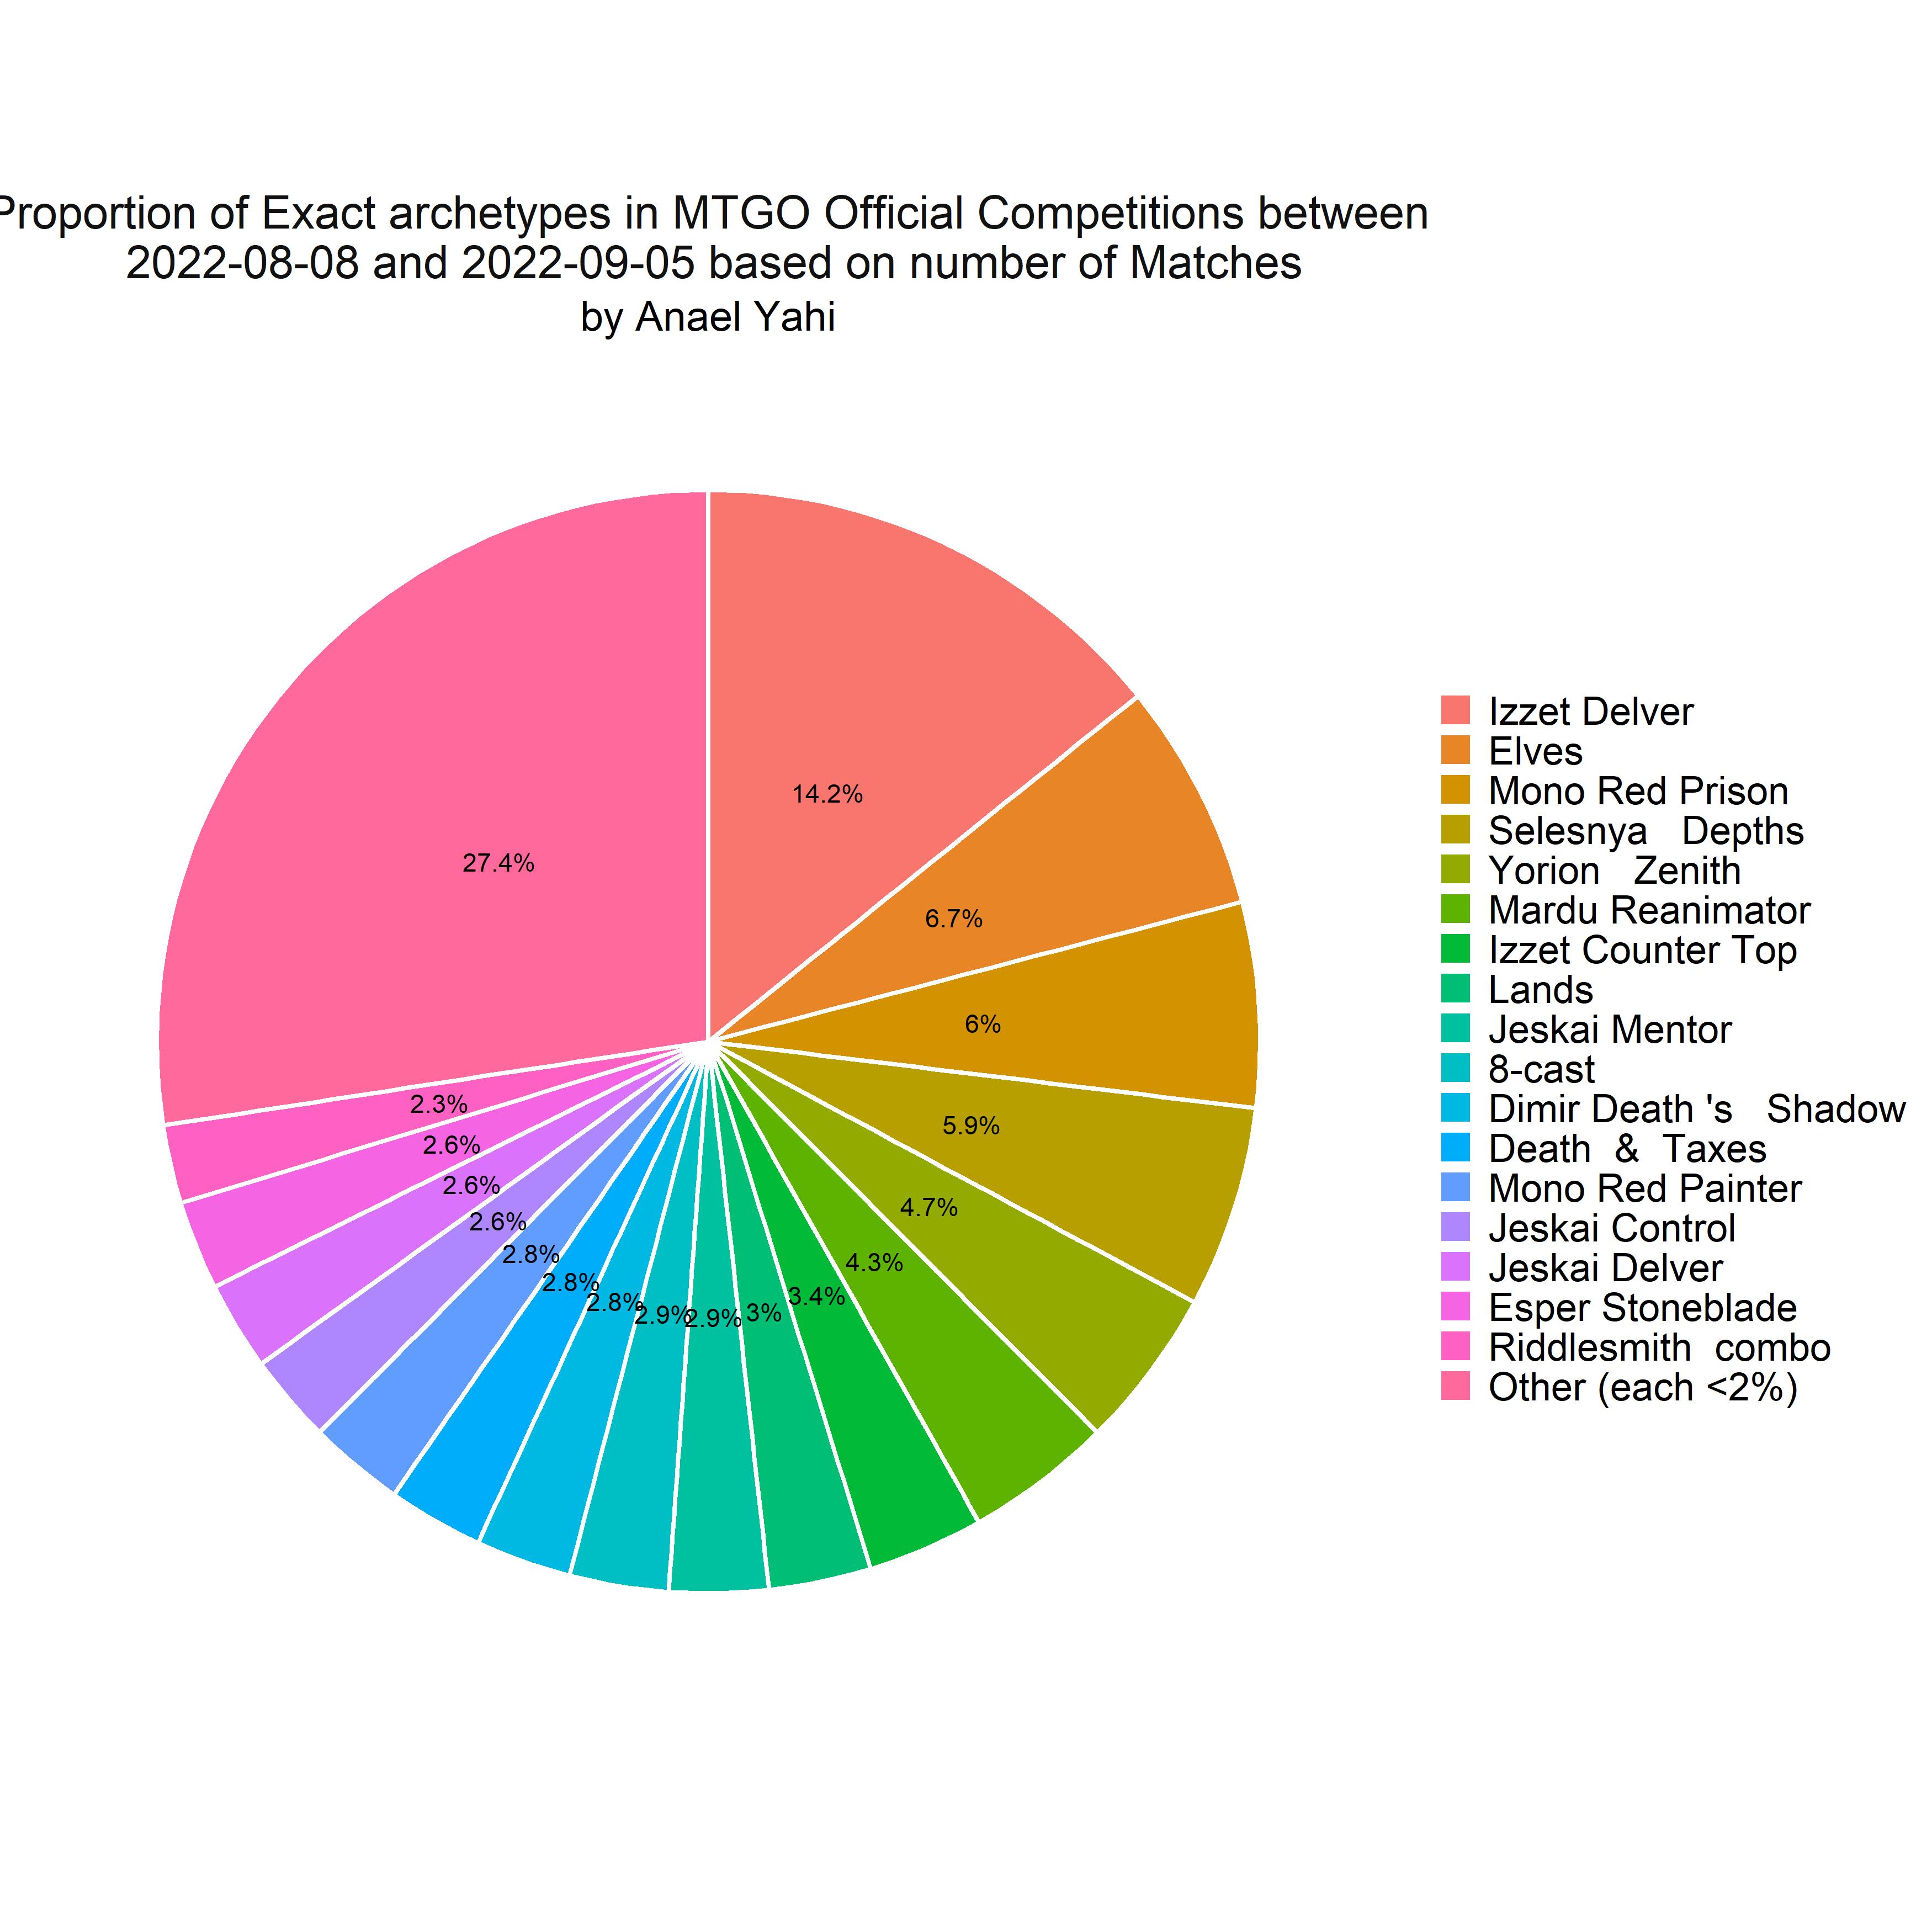 Proportion of Exact archetypes in MTGO Official Competitions between
2022-08-08 and 2022-09-05 based on number of Matches
by Anael Yahi
14.2%
6.7%
6%
5.9%
4.7%
4.3%
3.4%
3%
2.9%
2.9%
2.8%
2.8%
2.8%
2.6%
2.6%
2.6%
2.3%
27.4%
Izzet Delver
Elves
Mono Red Prison
Selesnya Depths
Yorion Zenith
Mardu Reanimator
Izzet Counter Top
Lands
Jeskai Mentor
8-cast
Dimir Death 's Shadow
Death & Taxes
Mono Red Painter
Jeskai Control
Jeskai Delver
Esper Stoneblade
Riddlesmith combo
Other (each <2%)